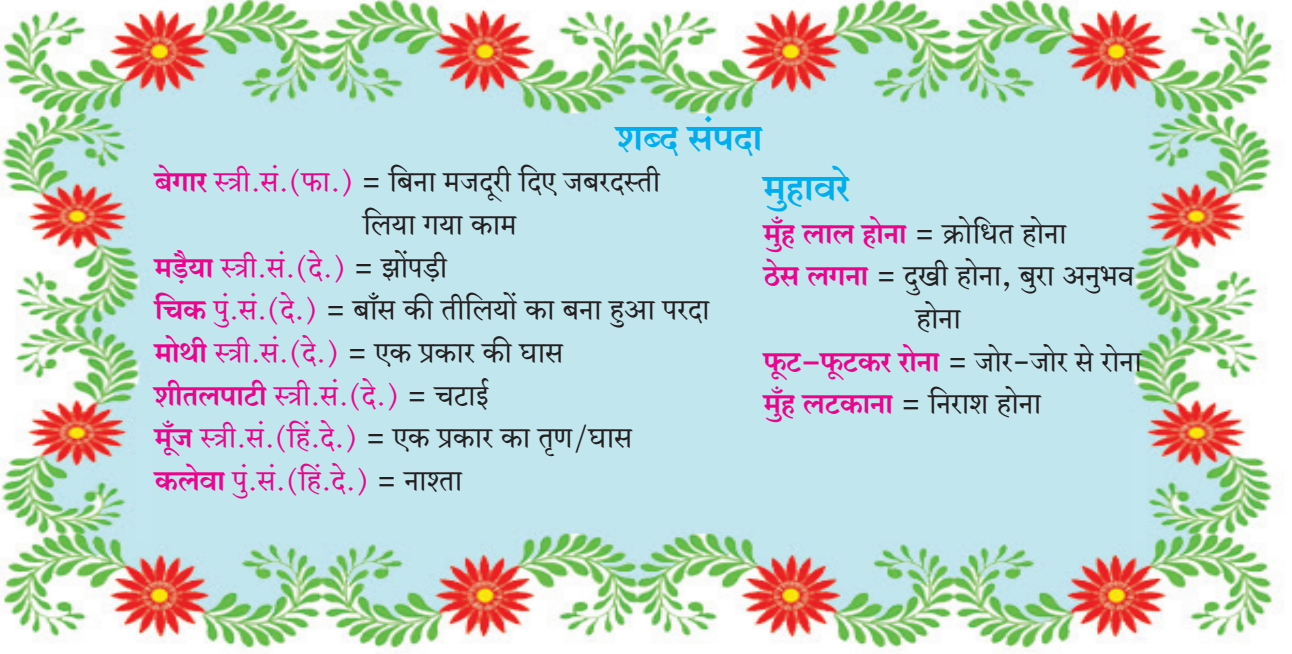 शब्द संपदा
बेगार स्त्री.सं.(फा.) = बिना मजदूरी दिए जबरदस्ती
लिया गया काम
मड़ैया स्त्री.सं.(दे.) = झोंपड़ी
चिक पुं.सं.(दे.) = बाँस की तीलियों का बना हुआ परदा
मोथी स्त्री.सं.(दे.) = एक प्रकार की घास
शीतलपाटी स्त्री.सं.(दे.) = चटाई
मूँज स्त्री.सं.(हिं.दे.) = एक प्रकार का तृण/घास
कलेवा पुं.सं.(हिं.दे.) = नाश्ता
मुहावरे
मुँह लाल होना = क्रोधित होना
ठेस लगना = दुखी होना, बुरा अनुभव
होना
फूट-फूटकर रोना = जोर-जोर से रोना
मुँह लटकाना = निराश होना